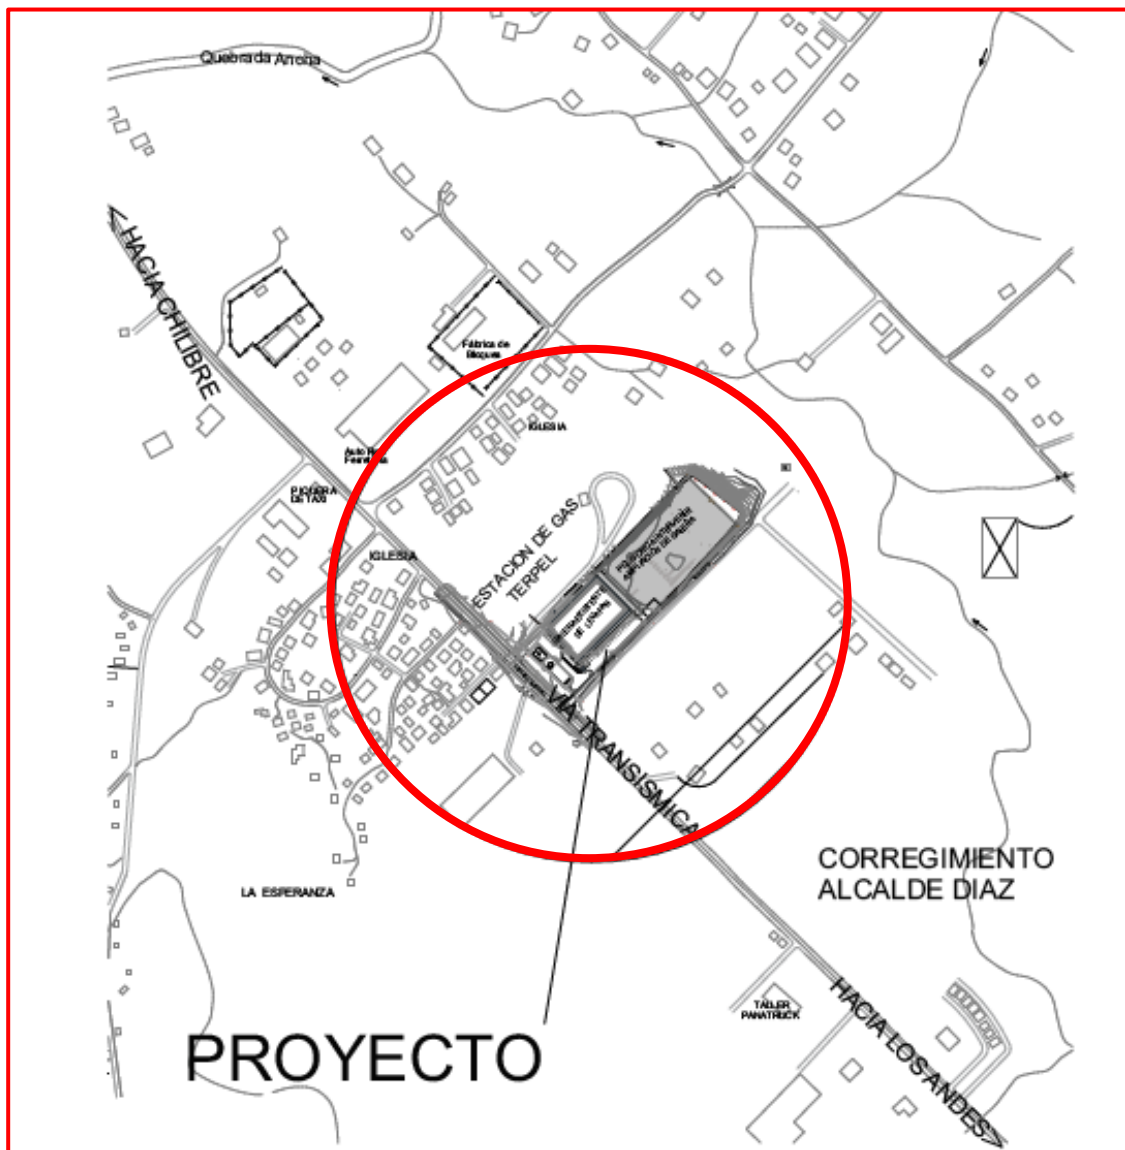 Quebrada Arrona
HACIA CHILIBRE
Fábrica de
Bloques
IGLESIA
Ferretería
PIQUERA
DE TAXI
IGLESIA
ESTACION DE GAS
TERPEL
VIA TRANSISMICA
CORREGIMIENTO
ALCALDE DIAZ
LA ESPERANZA
TALLER
PANATRUCK
HACIA LOS ANDES
PROYECTO